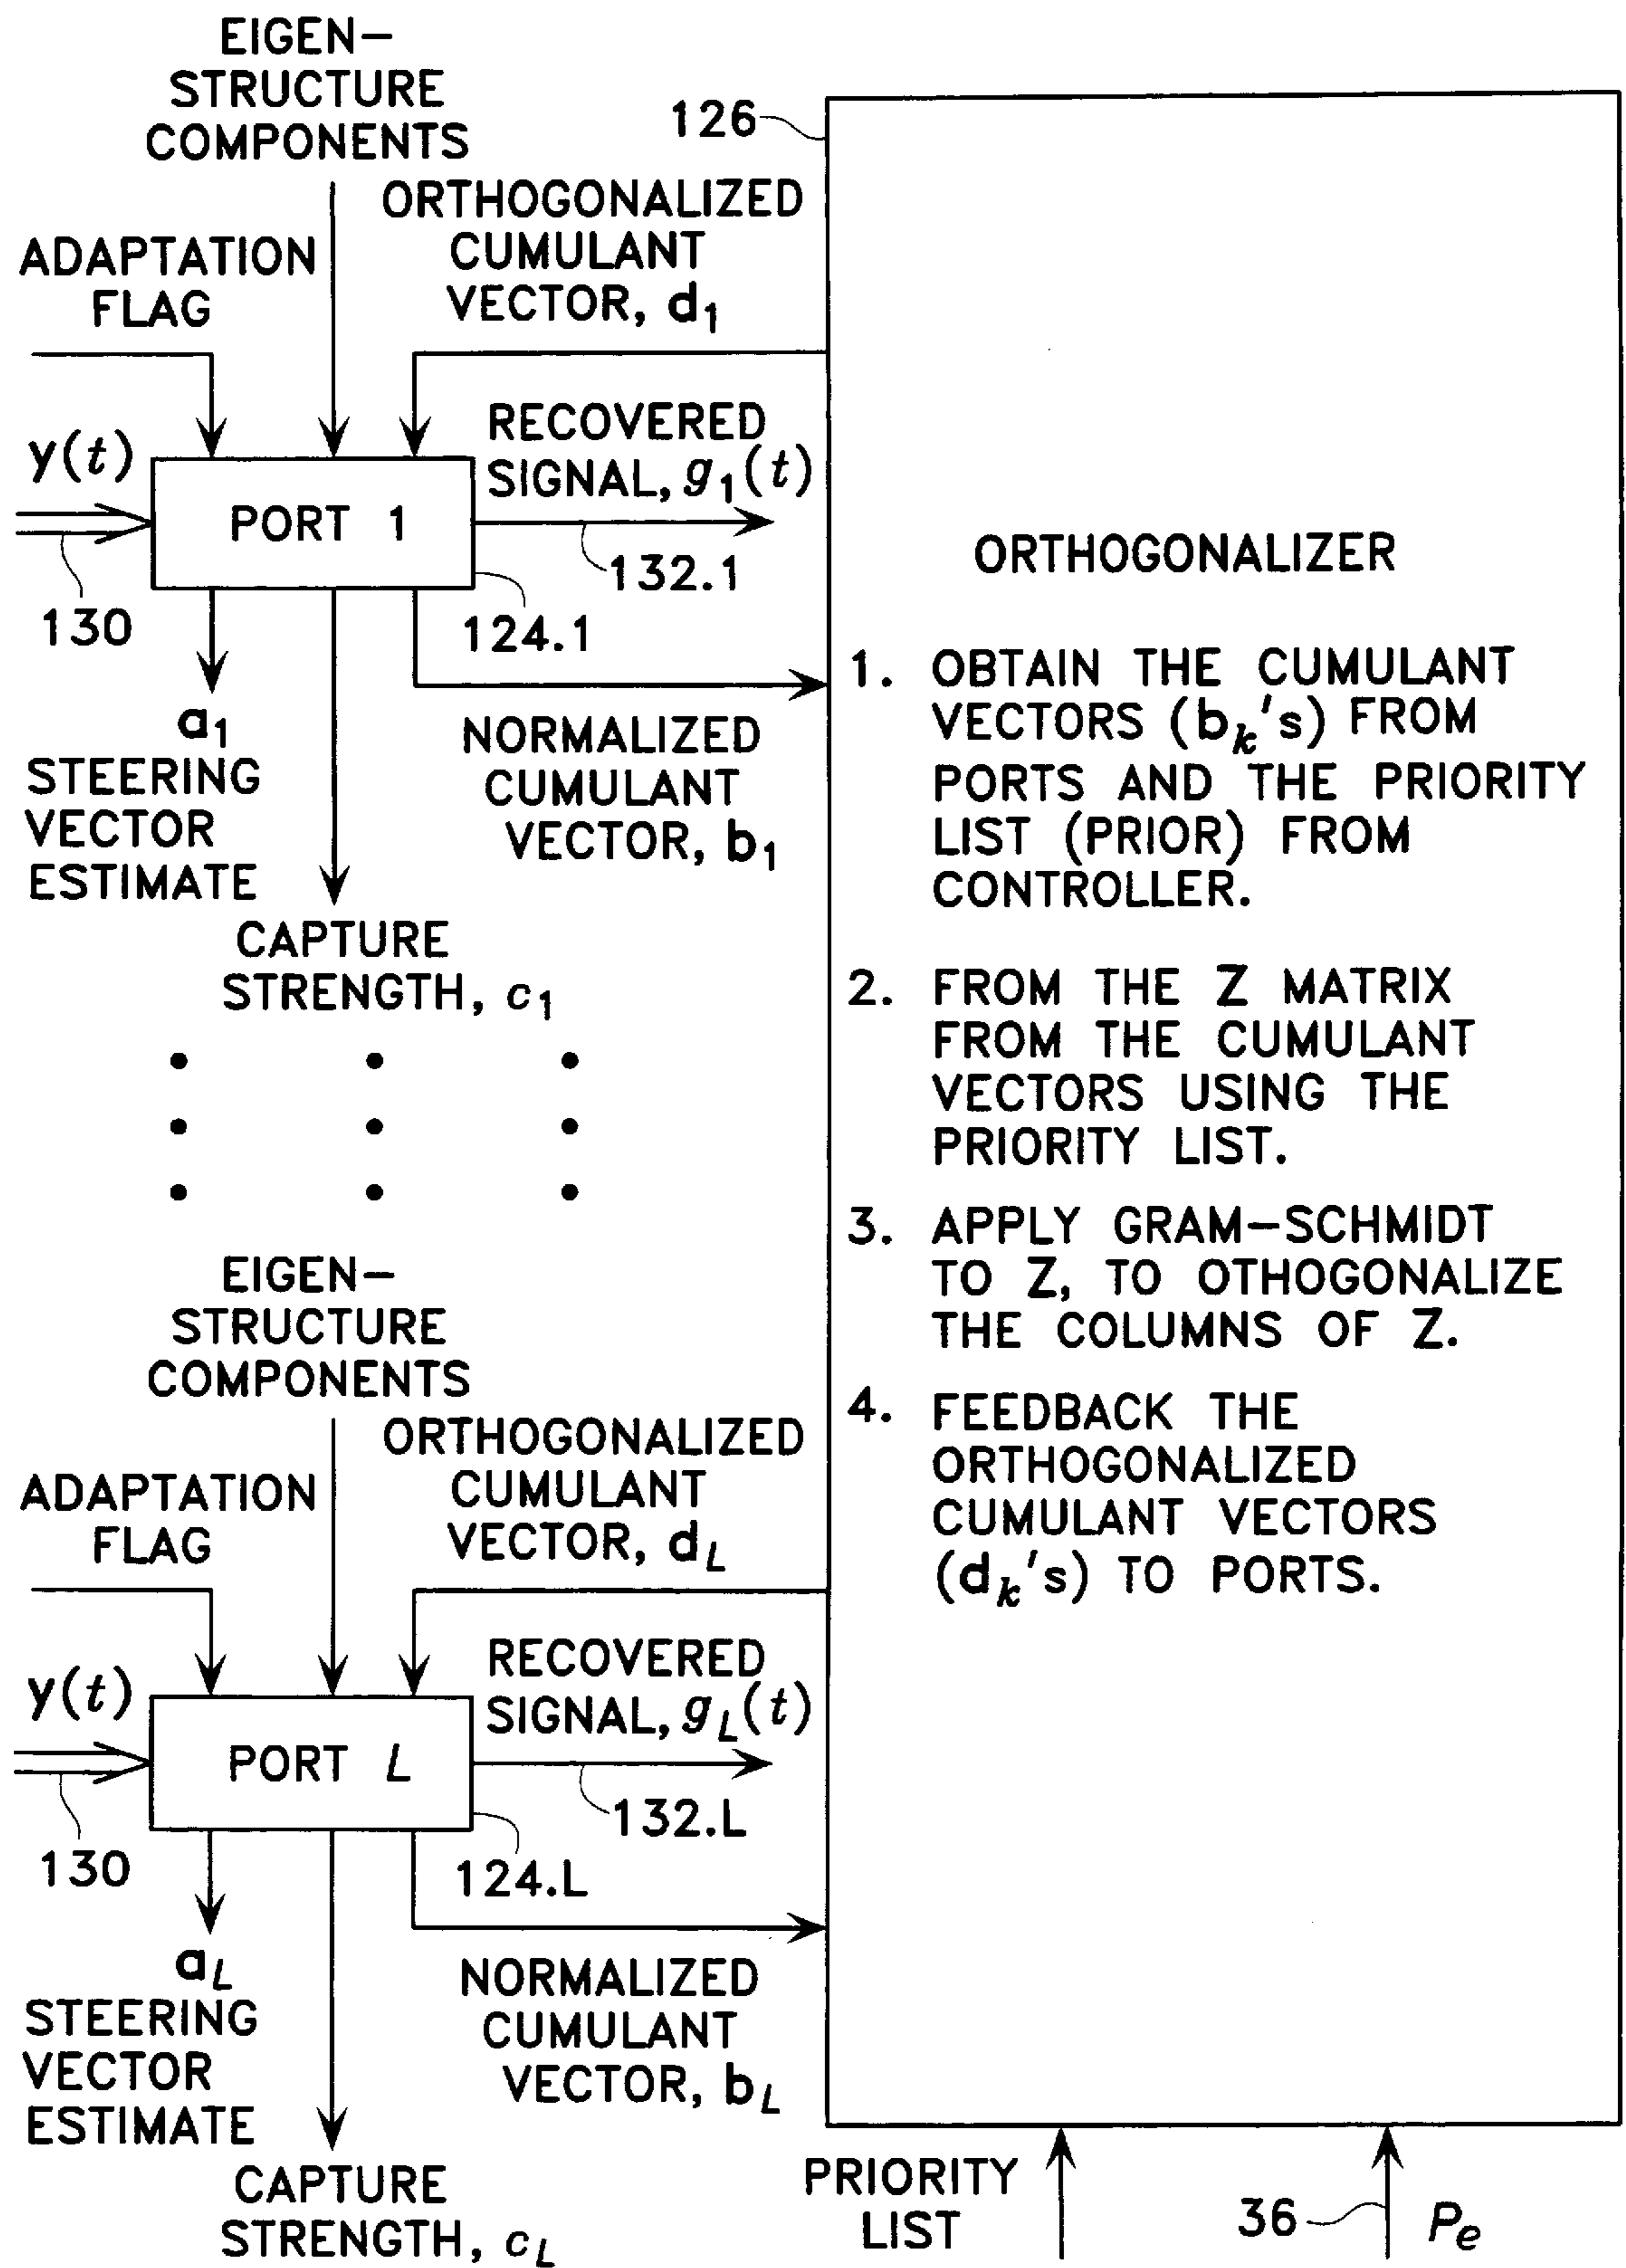 EIGEN-
STRUCTURE
COMPONENTS
126
ORTHOGONALIZED
CUMULANT
VECTOR, d1
ADAPTATION
FLAG
RECOVERED
SIGNAL, g1(t)
y(t)
PORT 1
132.1
130
124.1
a1
STEERING
VECTOR
ESTIMATE
NORMALIZED
CUMULANT
VECTOR, b1
CAPTURE
STRENGTH, c1
EIGEN-
STRUCTURE
COMPONENTS
ORTHOGONALIZED
CUMULANT
VECTOR, dL
ADAPTATION
FLAG
RECOVERED
SIGNAL, gL(t)
y(t)
PORT L
132.L
130
124.L
aL
STEERING
VECTOR
ESTIMATE
NORMALIZED
CUMULANT
VECTOR, bL
CAPTURE
STRENGTH, cL
ORTHOGONALIZER
1. OBTAIN THE CUMULANT
VECTORS (bk's) FROM
PORTS AND THE PRIORITY
LIST (PRIOR) FROM
CONTROLLER.
2. FROM THE Z MATRIX
FROM THE CUMULANT
VECTORS USING THE
PRIORITY LIST.
3. APPLY GRAM-SCHMIDT
TO Z, TO OTHOGONALIZE
THE COLUMNS OF Z.
4. FEEDBACK THE
ORTHOGONALIZED
CUMULANT VECTORS
(dk's) TO PORTS.
PRIORITY
LIST
36
Pe